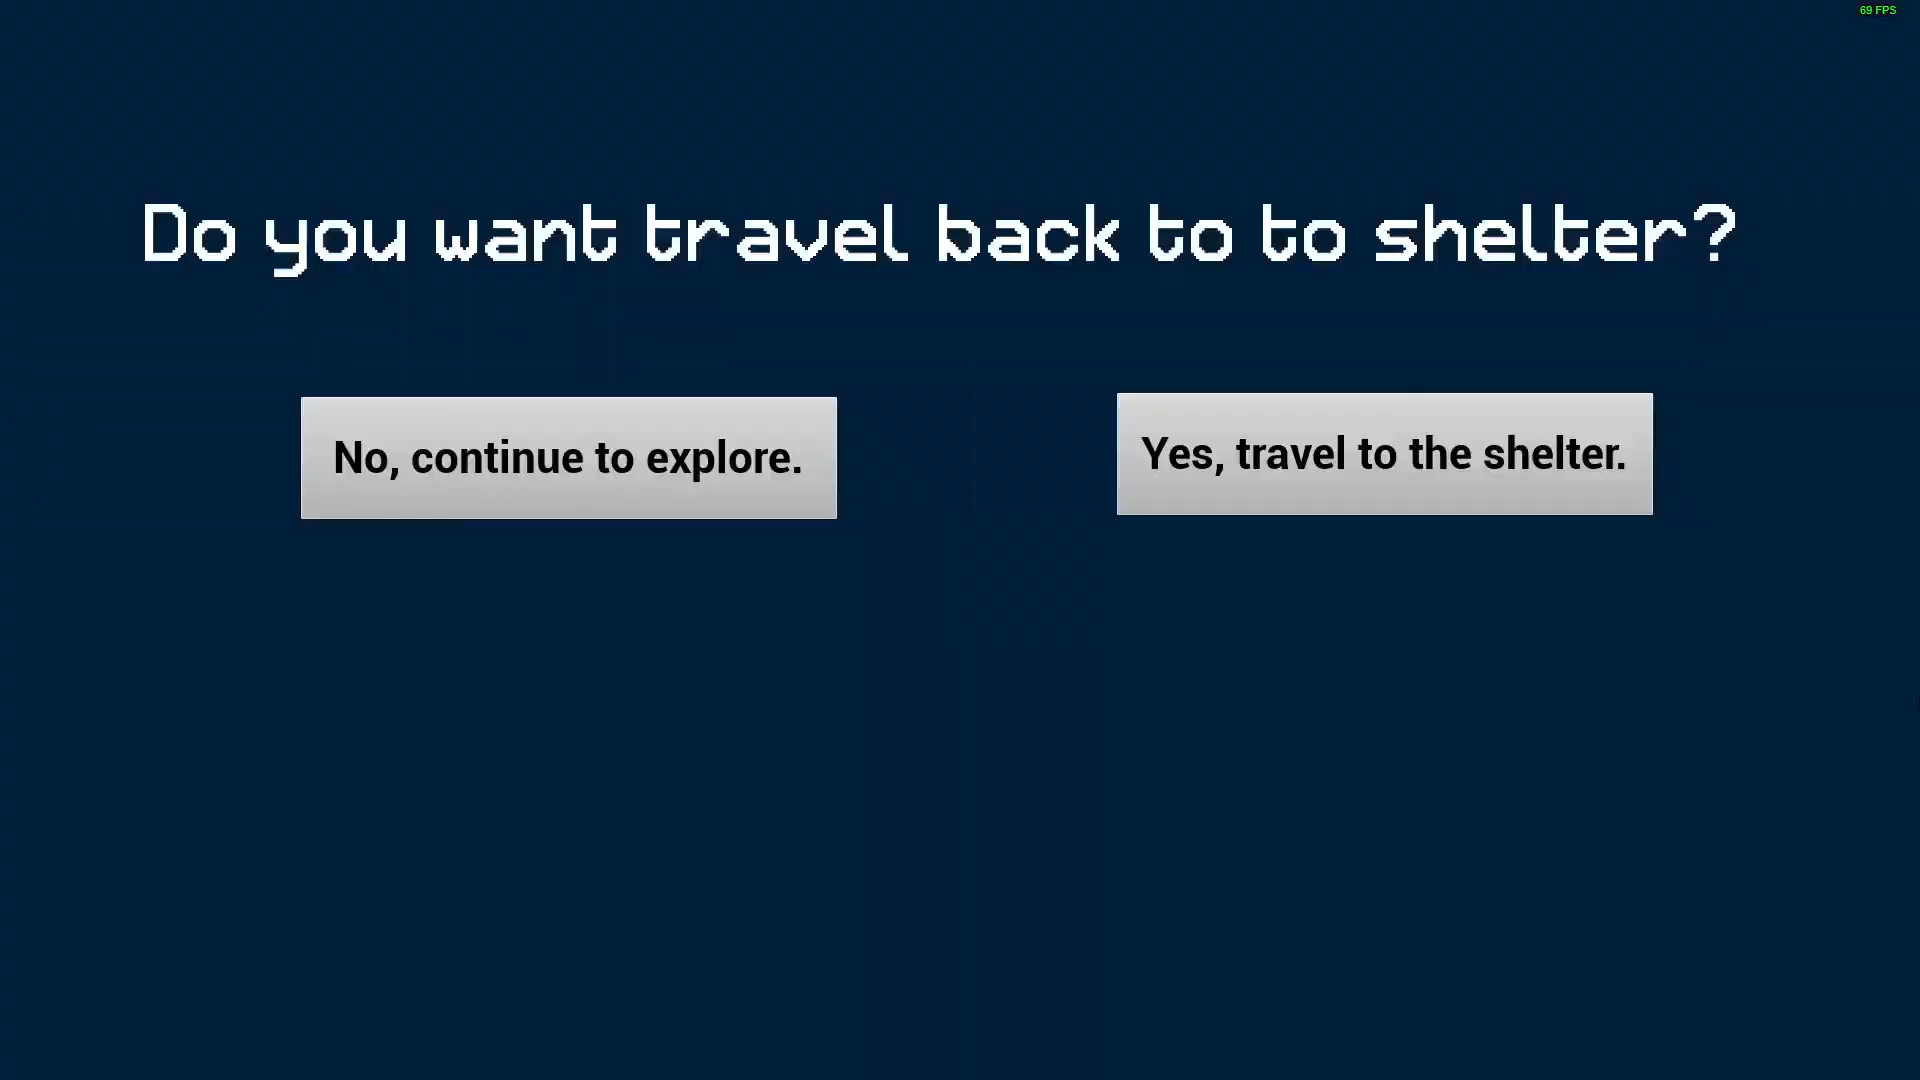 69 FPS
Do you want travel back to to shelter?
No, continue to explore.
Yes, travel to the shelter.